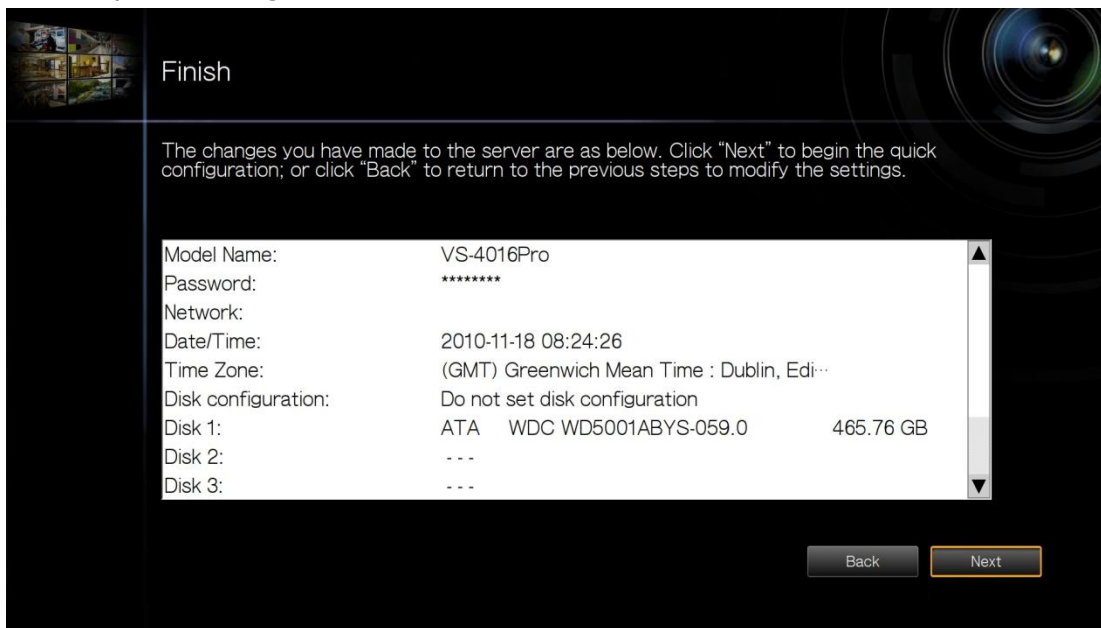 Finish
The changes you have made to the server are as below. Click “Next” to begin the quick
configuration; or click “Back” to return to the previous steps to modify the settings.
Model Name: VS-4016Pro
Password: ********
Network:
Date/Time: 2010-11-18 08:24:26
Time Zone: (GMT) Greenwich Mean Time : Dublin, Edi…
Disk configuration: Do not set disk configuration
Disk 1: ATA WDC WD5001ABYS-059.0 465.76 GB
Disk 2: - - -
Disk 3: - - -
Back Next